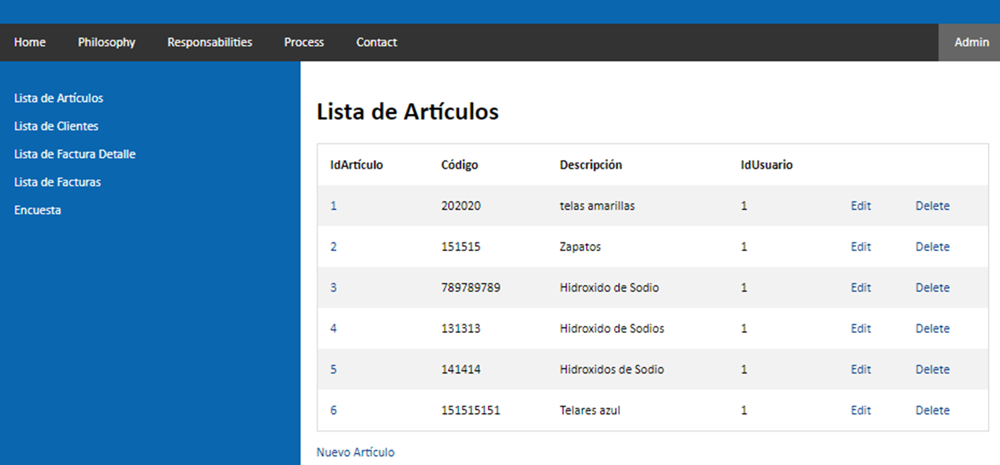 Home Philosophy Responsabilities Process Contact Admin
Lista de Artículos
Lista de Clientes
Lista de Factura Detalle
Lista de Facturas
Encuesta
Lista de Artículos
IdArtículo Código Descripción IdUsuario
1 202020 telas amarillas 1 Edit Delete
2 151515 Zapatos 1 Edit Delete
3 789789789 Hidroxido de Sodio 1 Edit Delete
4 131313 Hidroxido de Sodios 1 Edit Delete
5 141414 Hidroxidos de Sodio 1 Edit Delete
6 151515151 Telares azul 1 Edit Delete
Nuevo Artículo